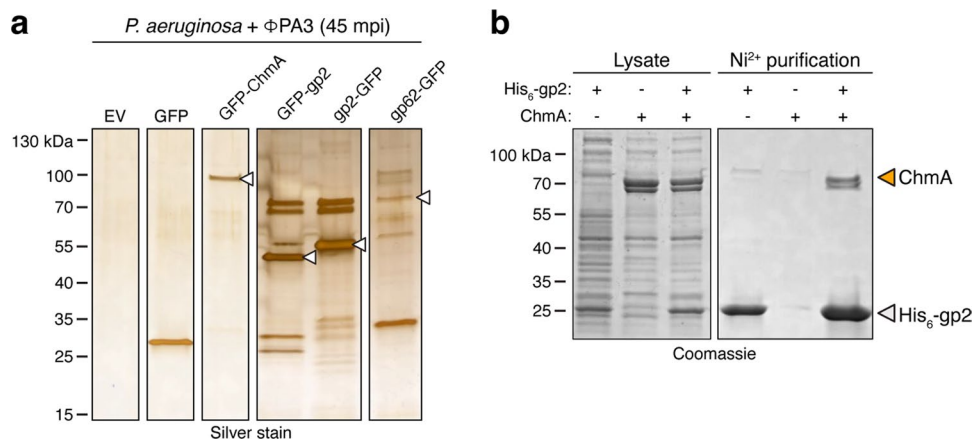 a
P. aeruginosa + ΦPA3 (45 mpi)
EV
GFP
GFP-ChmA
GFP-gp2
gp2-GFP
gp62-GFP
130 kDa
100
70
55
40
35
25
15
Silver stain
b
Lysate
Ni²⁺ purification
His₆-gp2: + - + + - +
ChmA: - + + - + +
100 kDa
70
55
40
35
25
ChmA
His₆-gp2
Coomassie